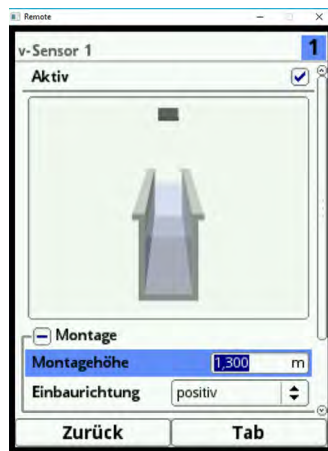 Remote
v-Sensor 1 1
Aktiv
Montage
Montagehöhe 1,300 m
Einbaurichtung positiv
Zurück Tab